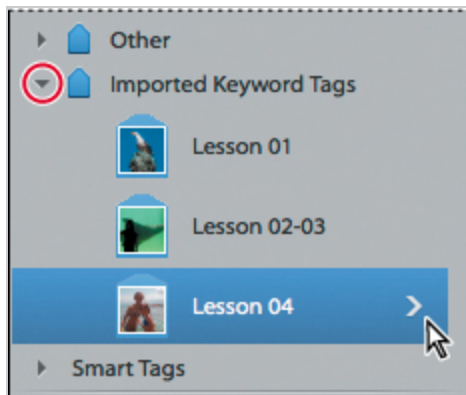 Other
Imported Keyword Tags
Lesson 01
Lesson 02-03
Lesson 04
Smart Tags